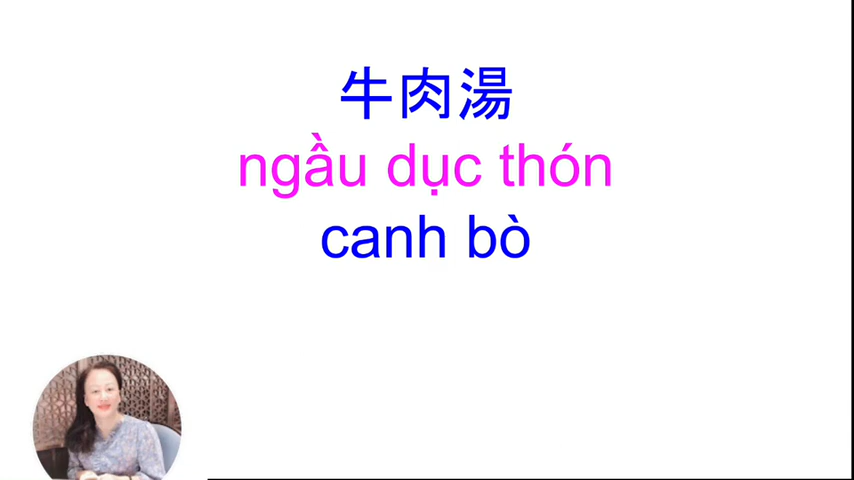 牛肉湯
ngầu dục thón
canh bò